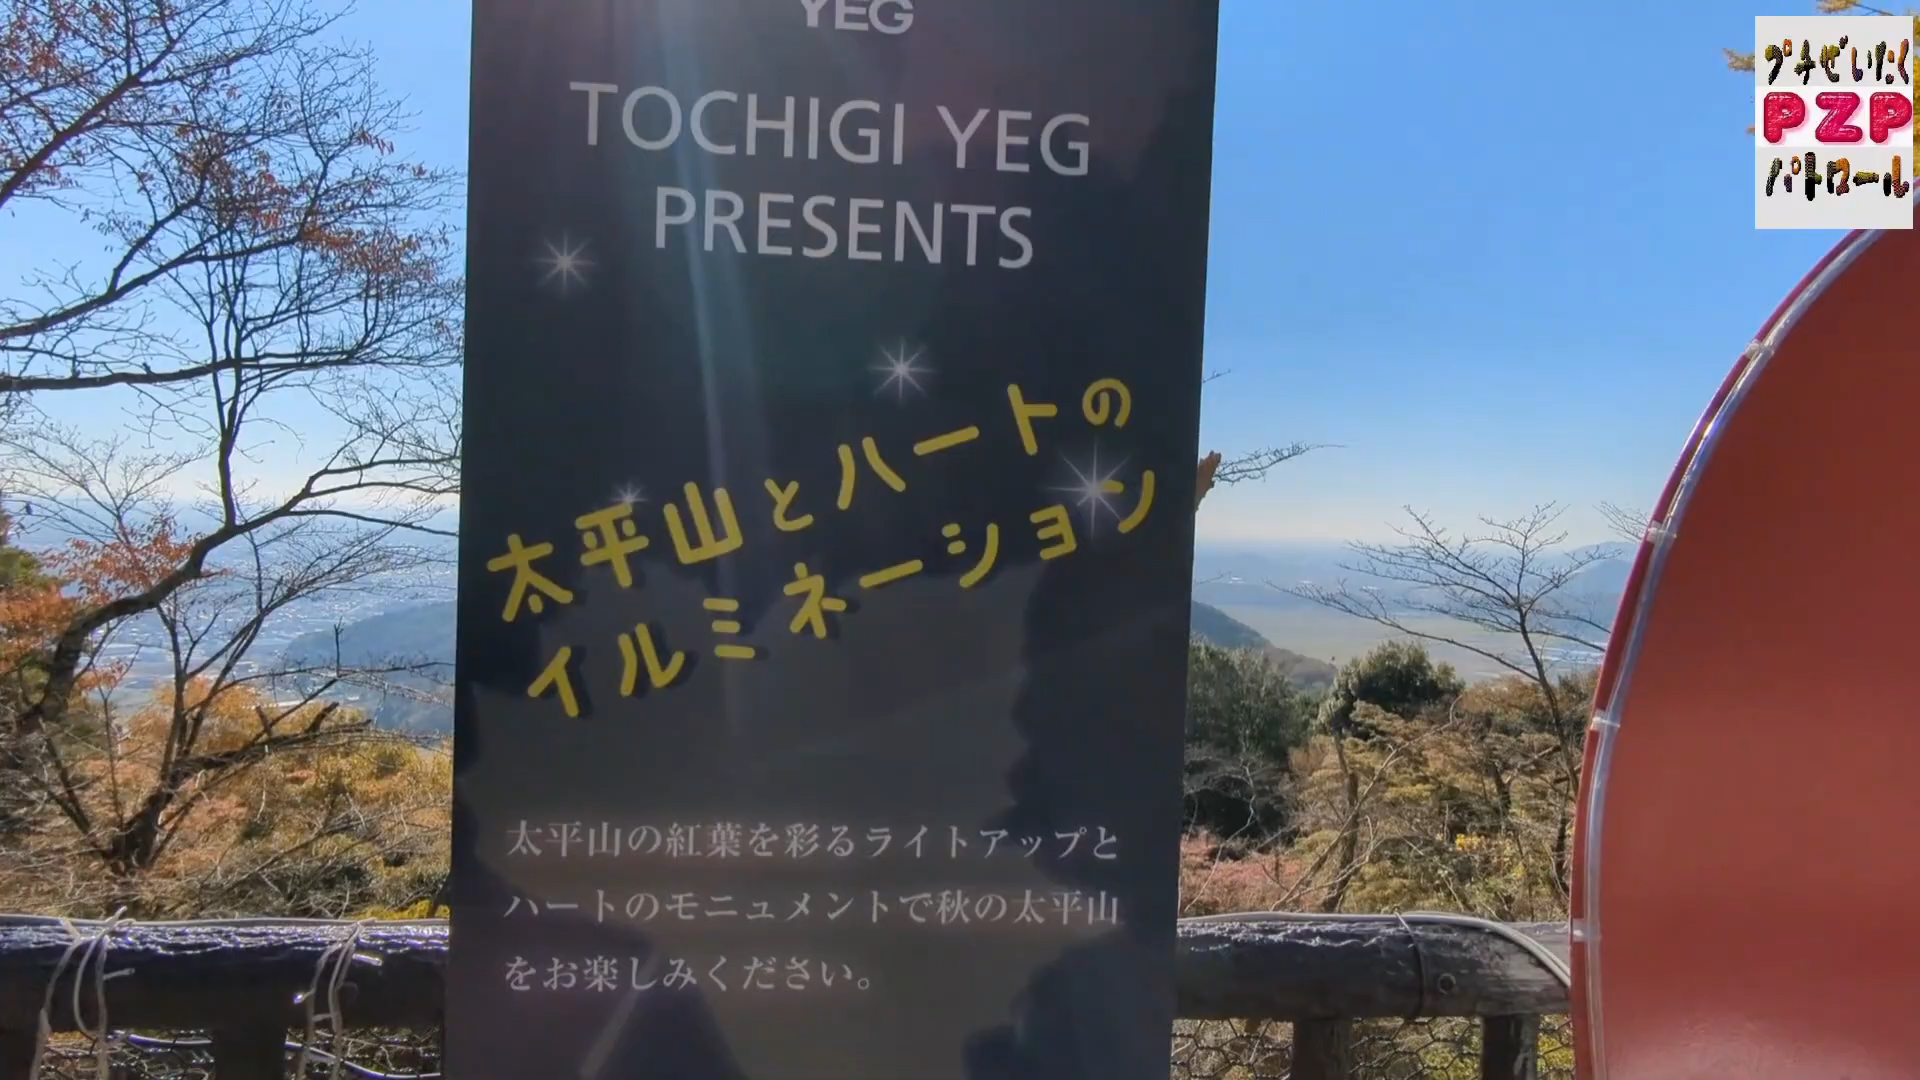 YEG
TOCHIGI YEG
PRESENTS
太平山とハートの
イルミネーション
太平山の紅葉を彩るライトアップと
ハートのモニュメントで秋の太平山
をお楽しみください。
プチぜいたく
PZP
パトロール